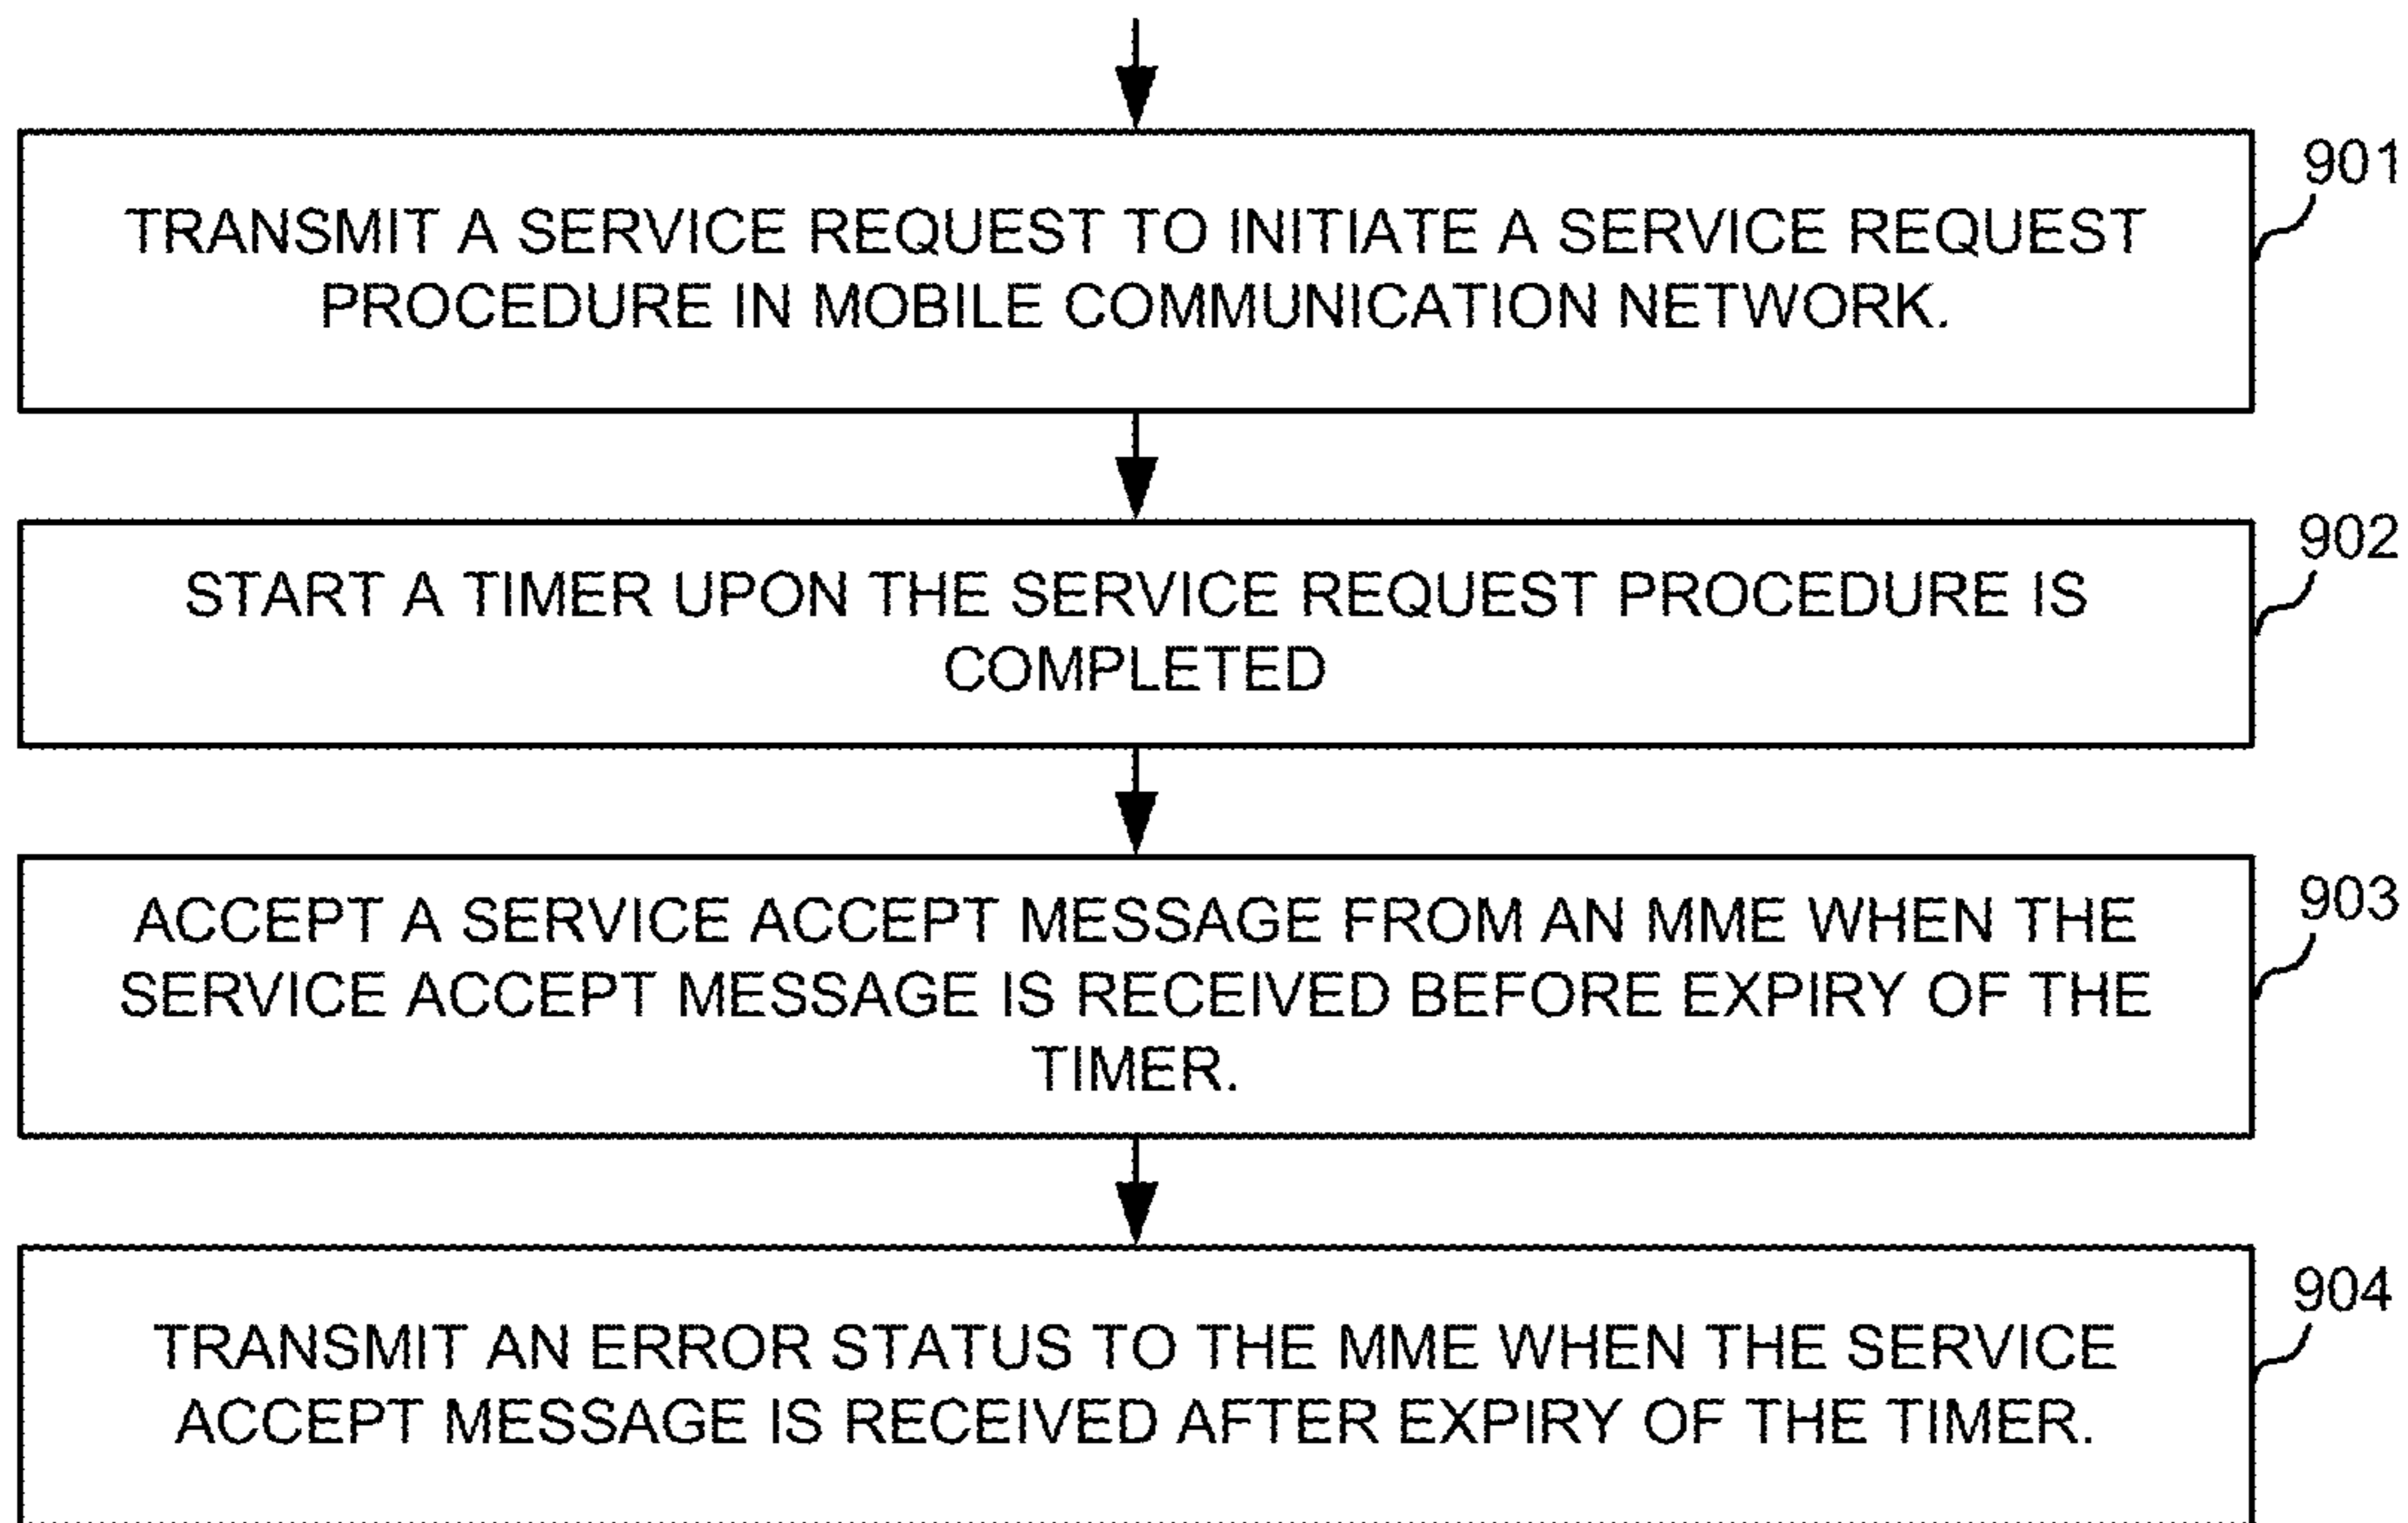 901
TRANSMIT A SERVICE REQUEST TO INITIATE A SERVICE REQUEST
PROCEDURE IN MOBILE COMMUNICATION NETWORK.
902
START A TIMER UPON THE SERVICE REQUEST PROCEDURE IS
COMPLETED
903
ACCEPT A SERVICE ACCEPT MESSAGE FROM AN MME WHEN THE
SERVICE ACCEPT MESSAGE IS RECEIVED BEFORE EXPIRY OF THE
TIMER.
904
TRANSMIT AN ERROR STATUS TO THE MME WHEN THE SERVICE
ACCEPT MESSAGE IS RECEIVED AFTER EXPIRY OF THE TIMER.